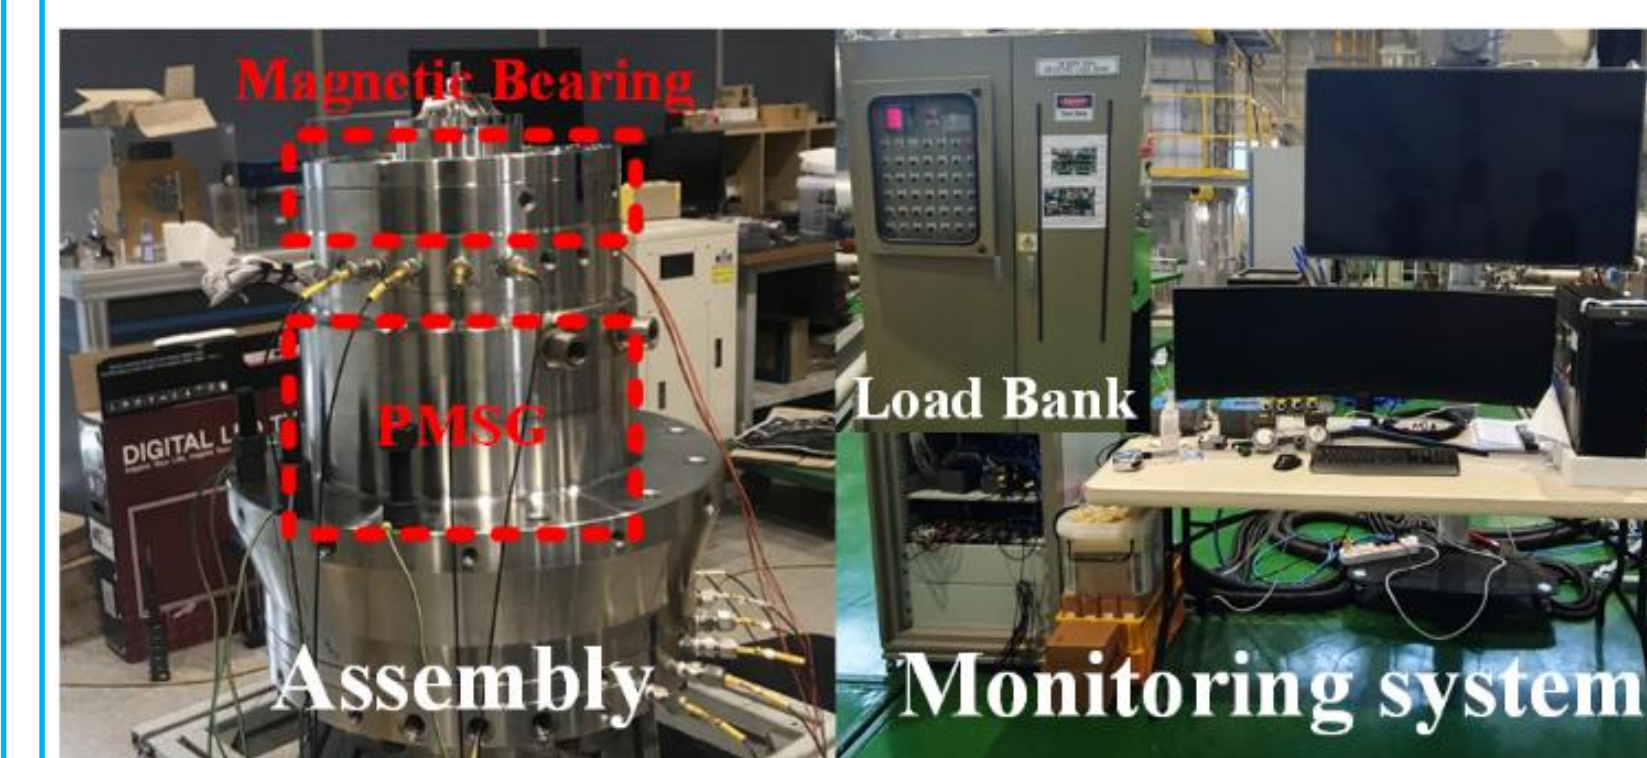 Magnetic Bearing
PMSG
DIGITAL
Assembly
Load Bank
Monitoring system